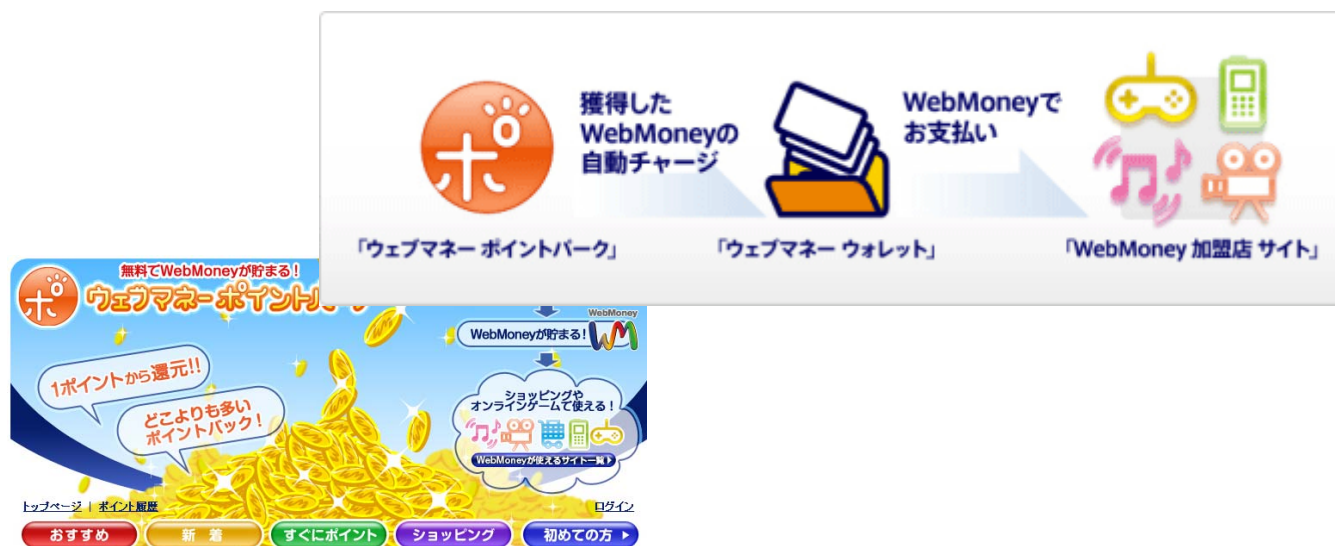 ポ
獲得した
WebMoneyの
自動チャージ
WebMoneyで
お支払い
「ウェブマネー ポイントパーク」
「ウェブマネー ウォレット」
「WebMoney 加盟店 サイト」
ポ
無料でWebMoneyが貯まる！
ウェブマネー ポイントパーク
WebMoneyが貯まる！
WebMoney
WM
1ポイントから還元!!
どこよりも多い
ポイントバック！
ショッピングや
オンラインゲームで使える！
WebMoneyが使えるサイト一覧
トップページ | ポイント履歴
ログイン
おすすめ
新着
すぐにポイント
ショッピング
初めての方